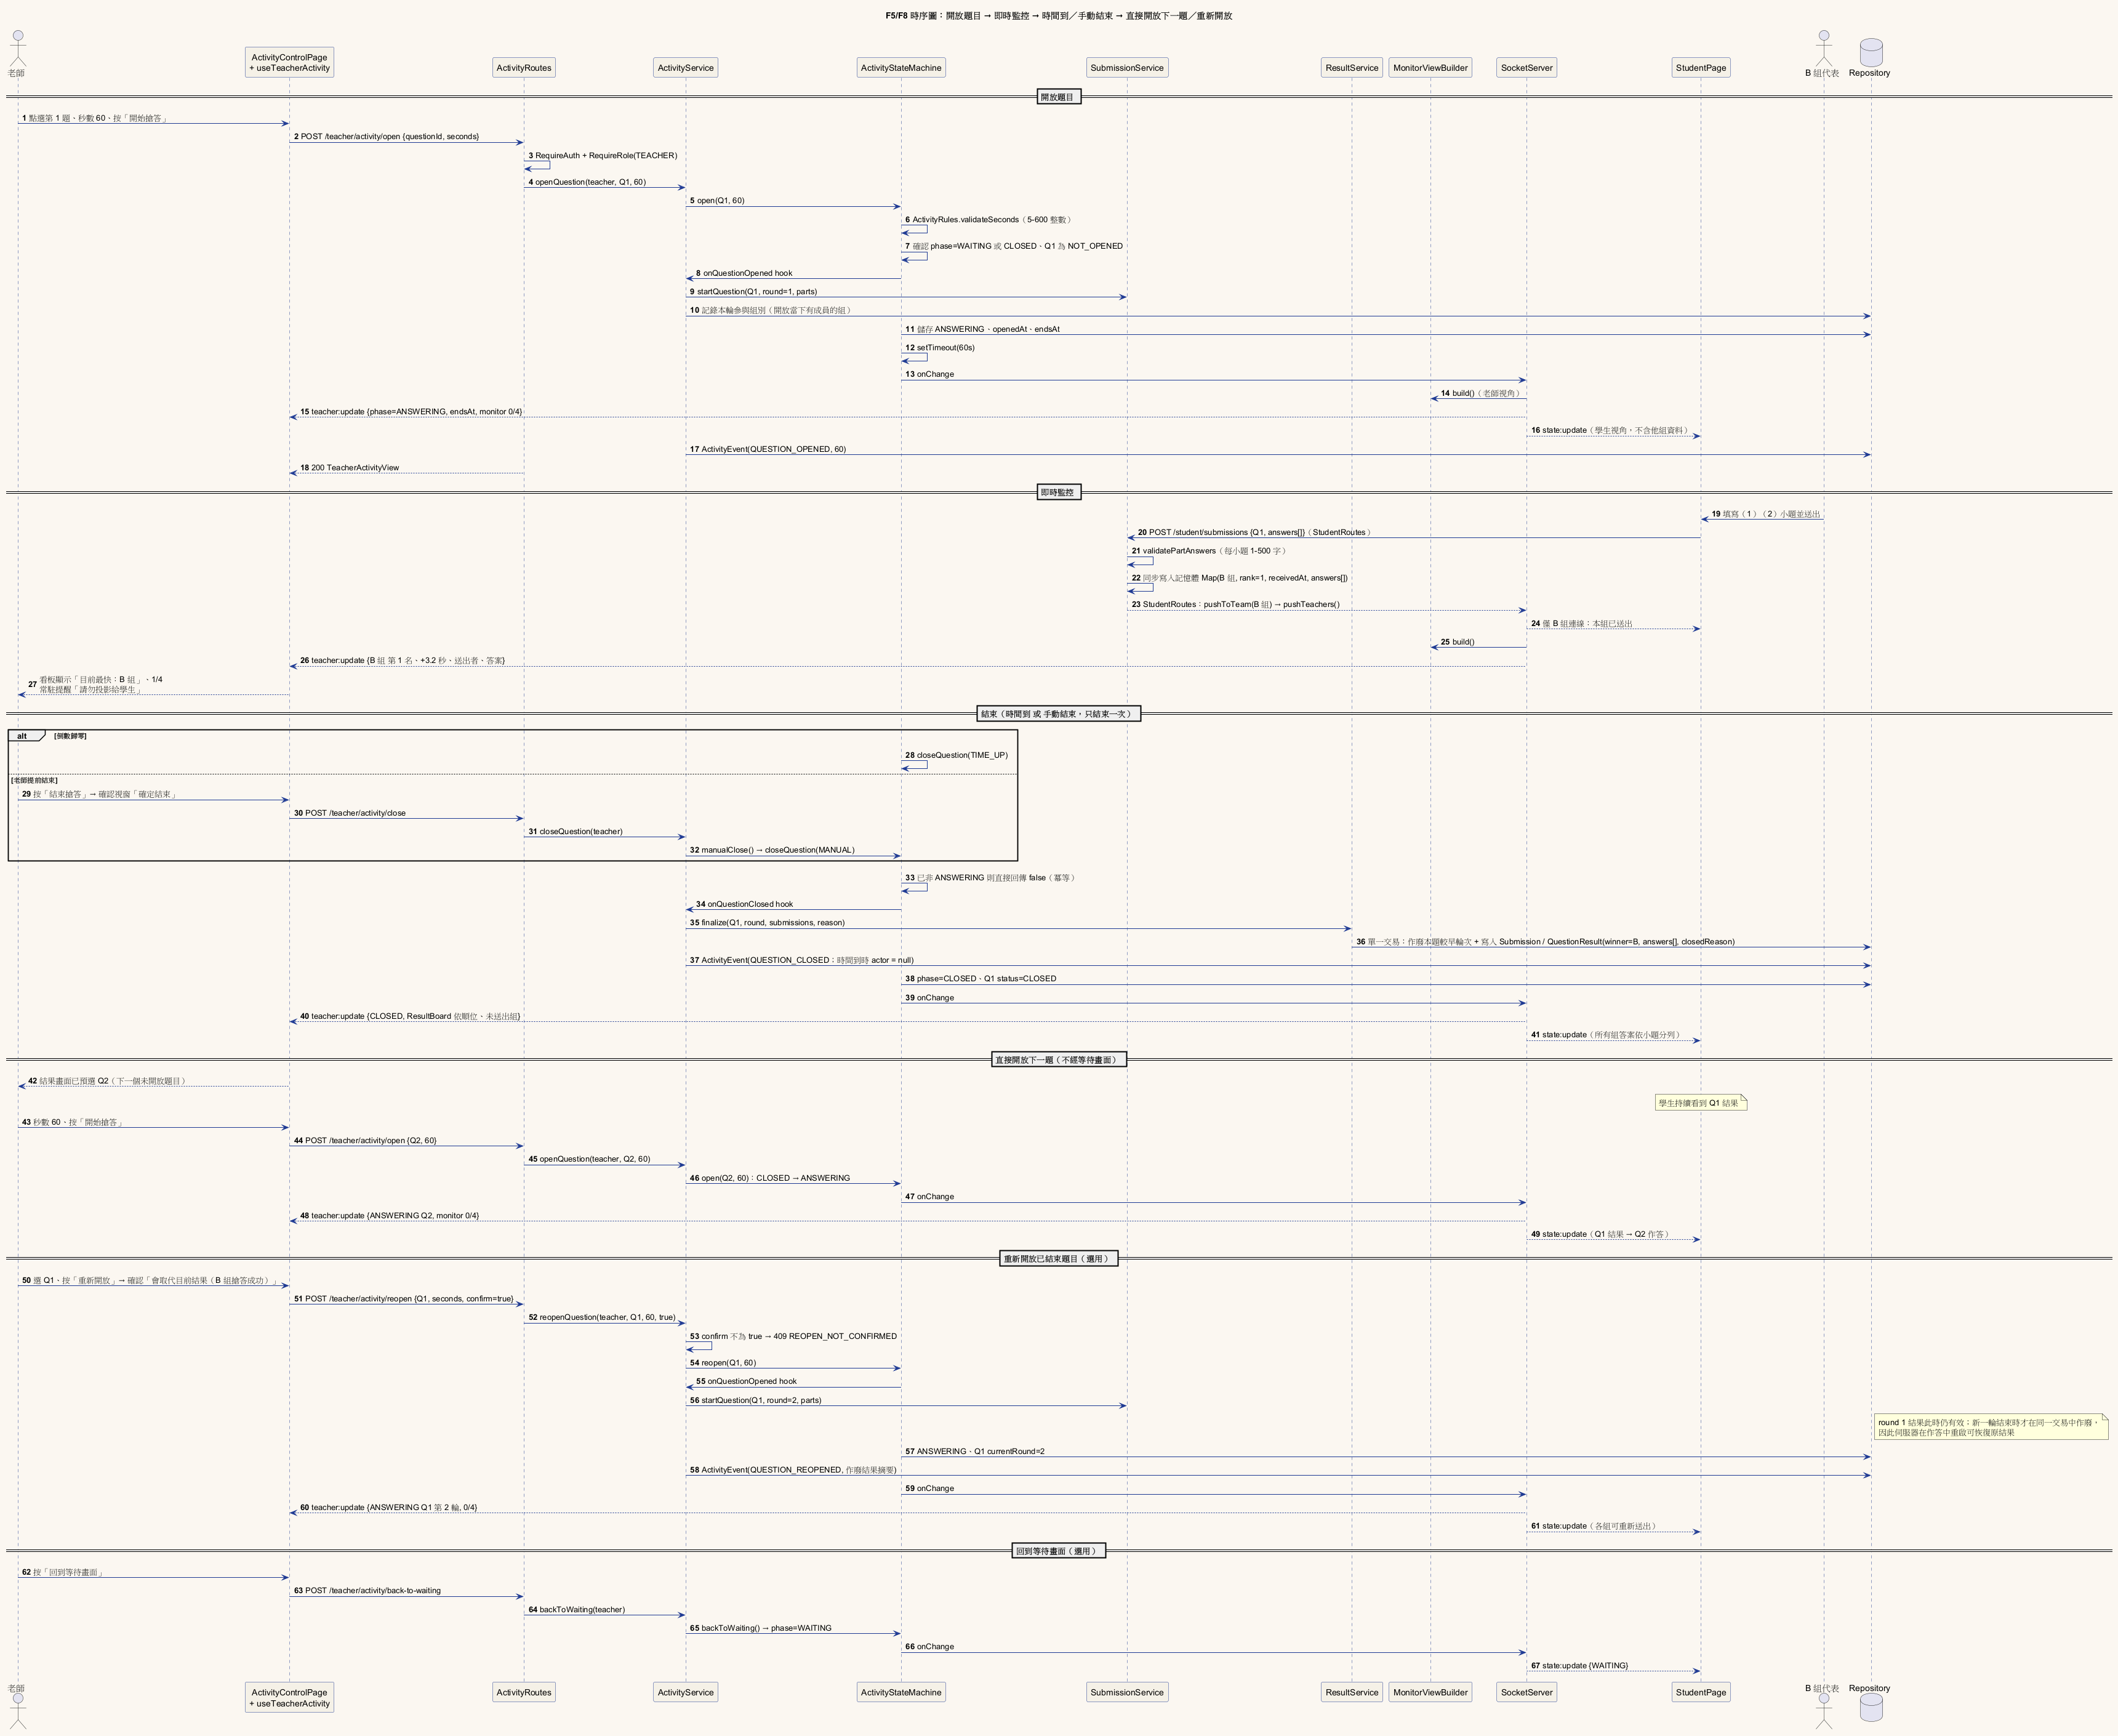 F5/F8 時序圖：開放題目 → 即時監控 → 時間到／手動結束 → 直接開放下一題／重新開放
老師
ActivityControlPage
+ useTeacherActivity
ActivityRoutes
ActivityService
ActivityStateMachine
SubmissionService
ResultService
MonitorViewBuilder
SocketServer
StudentPage
B 組代表
Repository
開放題目
1 點選第 1 題、秒數 60、按「開始搶答」
2 POST /teacher/activity/open {questionId, seconds}
3 RequireAuth + RequireRole(TEACHER)
4 openQuestion(teacher, Q1, 60)
5 open(Q1, 60)
6 ActivityRules.validateSeconds（5-600 整數）
7 確認 phase=WAITING 或 CLOSED、Q1 為 NOT_OPENED
8 onQuestionOpened hook
9 startQuestion(Q1, round=1, parts)
10 記錄本輪參與組別（開放當下有成員的組）
11 儲存 ANSWERING、openedAt、endsAt
12 setTimeout(60s)
13 onChange
14 build()（老師視角）
15 teacher:update {phase=ANSWERING, endsAt, monitor 0/4}
16 state:update（學生視角，不含他組資料）
17 ActivityEvent(QUESTION_OPENED, 60)
18 200 TeacherActivityView
即時監控
19 填寫（1）（2）小題並送出
20 POST /student/submissions {Q1, answers[]}（StudentRoutes）
21 validatePartAnswers（每小題 1-500 字）
22 同步寫入記憶體 Map(B 組, rank=1, receivedAt, answers[])
23 StudentRoutes：pushToTeam(B 組) → pushTeachers()
24 僅 B 組連線：本組已送出
25 build()
26 teacher:update {B 組 第 1 名、+3.2 秒、送出者、答案}
27 看板顯示「目前最快：B 組」、1/4
常駐提醒「請勿投影給學生」
結束（時間到 或 手動結束，只結束一次）
alt [倒數歸零]
28 closeQuestion(TIME_UP)
[老師提前結束]
29 按「結束搶答」→ 確認視窗「確定結束」
30 POST /teacher/activity/close
31 closeQuestion(teacher)
32 manualClose() → closeQuestion(MANUAL)
33 已非 ANSWERING 則直接回傳 false（冪等）
34 onQuestionClosed hook
35 finalize(Q1, round, submissions, reason)
36 單一交易：作廢本題較早輪次 + 寫入 Submission / QuestionResult(winner=B, answers[], closedReason)
37 ActivityEvent(QUESTION_CLOSED；時間到時 actor = null)
38 phase=CLOSED、Q1 status=CLOSED
39 onChange
40 teacher:update {CLOSED, ResultBoard 依順位、未送出組}
41 state:update（所有組答案依小題分列）
直接開放下一題（不經等待畫面）
42 結果畫面已預選 Q2（下一個未開放題目）
學生持續看到 Q1 結果
43 秒數 60、按「開始搶答」
44 POST /teacher/activity/open {Q2, 60}
45 openQuestion(teacher, Q2, 60)
46 open(Q2, 60)：CLOSED → ANSWERING
47 onChange
48 teacher:update {ANSWERING Q2, monitor 0/4}
49 state:update（Q1 結果 → Q2 作答）
重新開放已結束題目（選用）
50 選 Q1、按「重新開放」→ 確認「會取代目前結果（B 組搶答成功）」
51 POST /teacher/activity/reopen {Q1, seconds, confirm=true}
52 reopenQuestion(teacher, Q1, 60, true)
53 confirm 不為 true → 409 REOPEN_NOT_CONFIRMED
54 reopen(Q1, 60)
55 onQuestionOpened hook
56 startQuestion(Q1, round=2, parts)
round 1 結果此時仍有效；新一輪結束時才在同一交易中作廢、
因此伺服器在作答中重啟可恢復原結果
57 ANSWERING、Q1 currentRound=2
58 ActivityEvent(QUESTION_REOPENED, 作廢結果摘要)
59 onChange
60 teacher:update {ANSWERING Q1 第 2 輪, 0/4}
61 state:update（各組可重新送出）
回到等待畫面（選用）
62 按「回到等待畫面」
63 POST /teacher/activity/back-to-waiting
64 backToWaiting(teacher)
65 backToWaiting() → phase=WAITING
66 onChange
67 state:update {WAITING}
老師
ActivityControlPage
+ useTeacherActivity
ActivityRoutes
ActivityService
ActivityStateMachine
SubmissionService
ResultService
MonitorViewBuilder
SocketServer
StudentPage
B 組代表
Repository